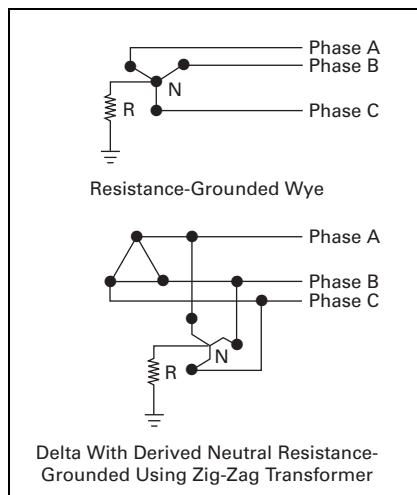 Phase A
Phase B
N
R
Phase C
Resistance-Grounded Wye
Phase A
Phase B
Phase C
N
R
Delta With Derived Neutral Resistance-
Grounded Using Zig-Zag Transformer